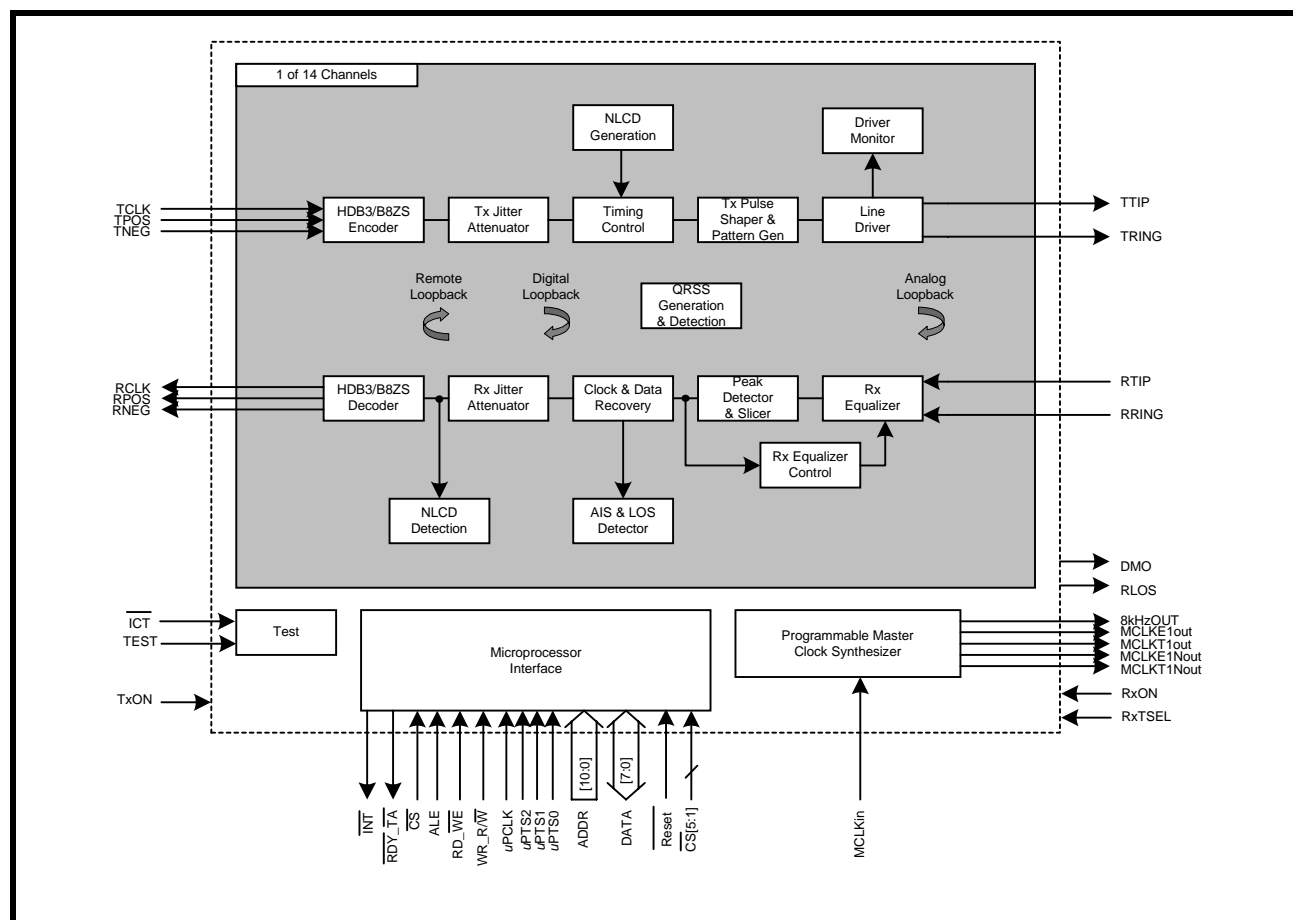 1 of 14 Channels
NLCD
Generation
Driver
Monitor
TCLK
TPOS
TNEG
HDB3/B8ZS
Encoder
Tx Jitter
Attenuator
Timing
Control
Tx Pulse
Shaper &
Pattern Gen
Line
Driver
TTIP
TRING
Remote
Loopback
Digital
Loopback
QRSS
Generation
& Detection
Analog
Loopback
RCLK
RPOS
RNEG
HDB3/B8ZS
Decoder
Rx Jitter
Attenuator
Clock & Data
Recovery
Peak
Detector
& Slicer
Rx
Equalizer
RTIP
RRING
Rx Equalizer
Control
NLCD
Detection
AIS & LOS
Detector
DMO
RLOS
ICT
TEST
Test
TxON
Microprocessor
Interface
Programmable Master
Clock Synthesizer
8kHzOUT
MCLKE1out
MCLKT1out
MCLKE1Nout
MCLKT1Nout
RxON
RxTSEL
INT
RDY_TA
CS
ALE
RD_WE
WR_R/W
uPCLK
uPTS2
uPTS1
uPTS0
[10:0]
ADDR
[7:0]
DATA
Reset
CS[5:1]
MCLKin